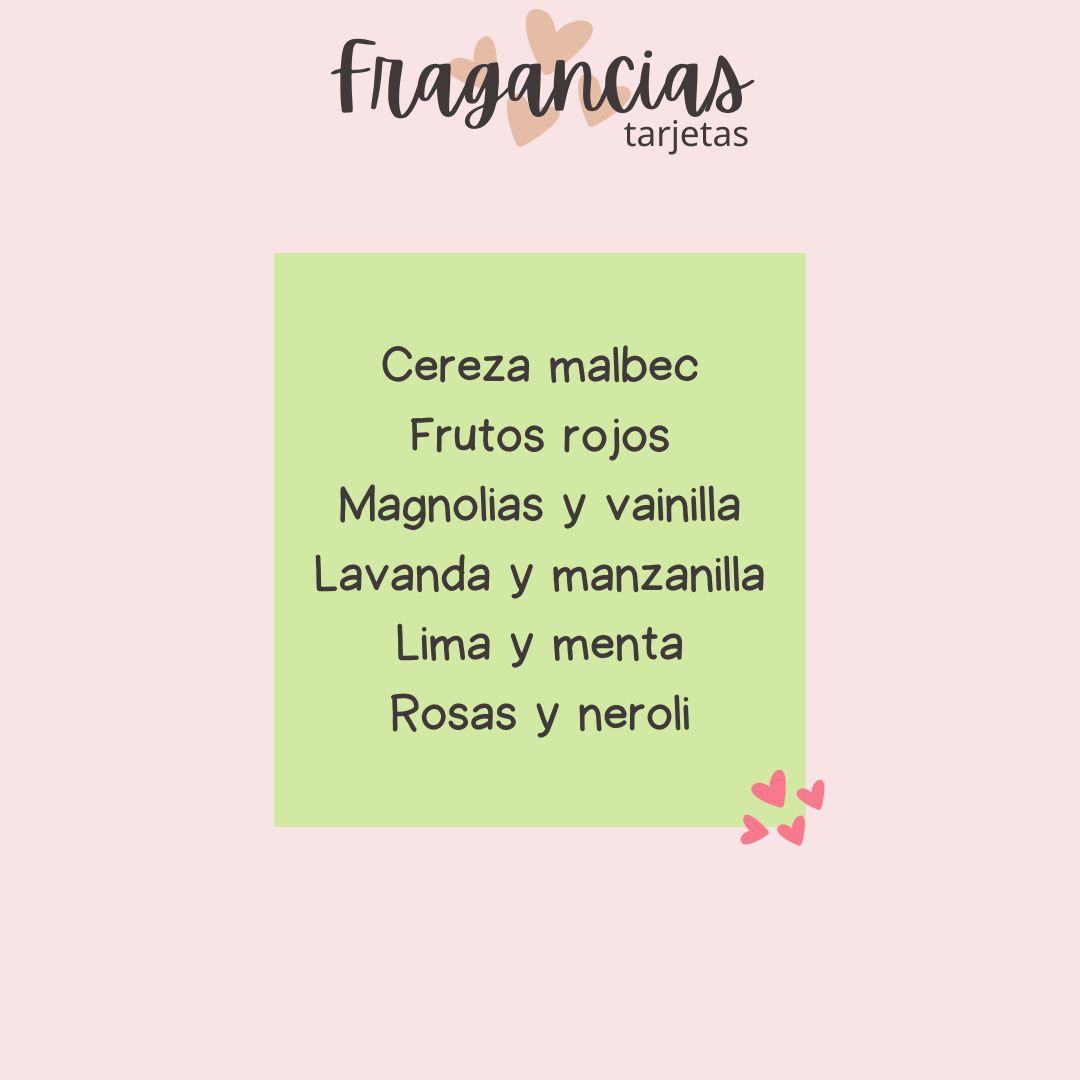 Fragancias
tarjetas
Cereza malbec
Frutos rojos
Magnolias y vainilla
Lavanda y manzanilla
Lima y menta
Rosas y neroli